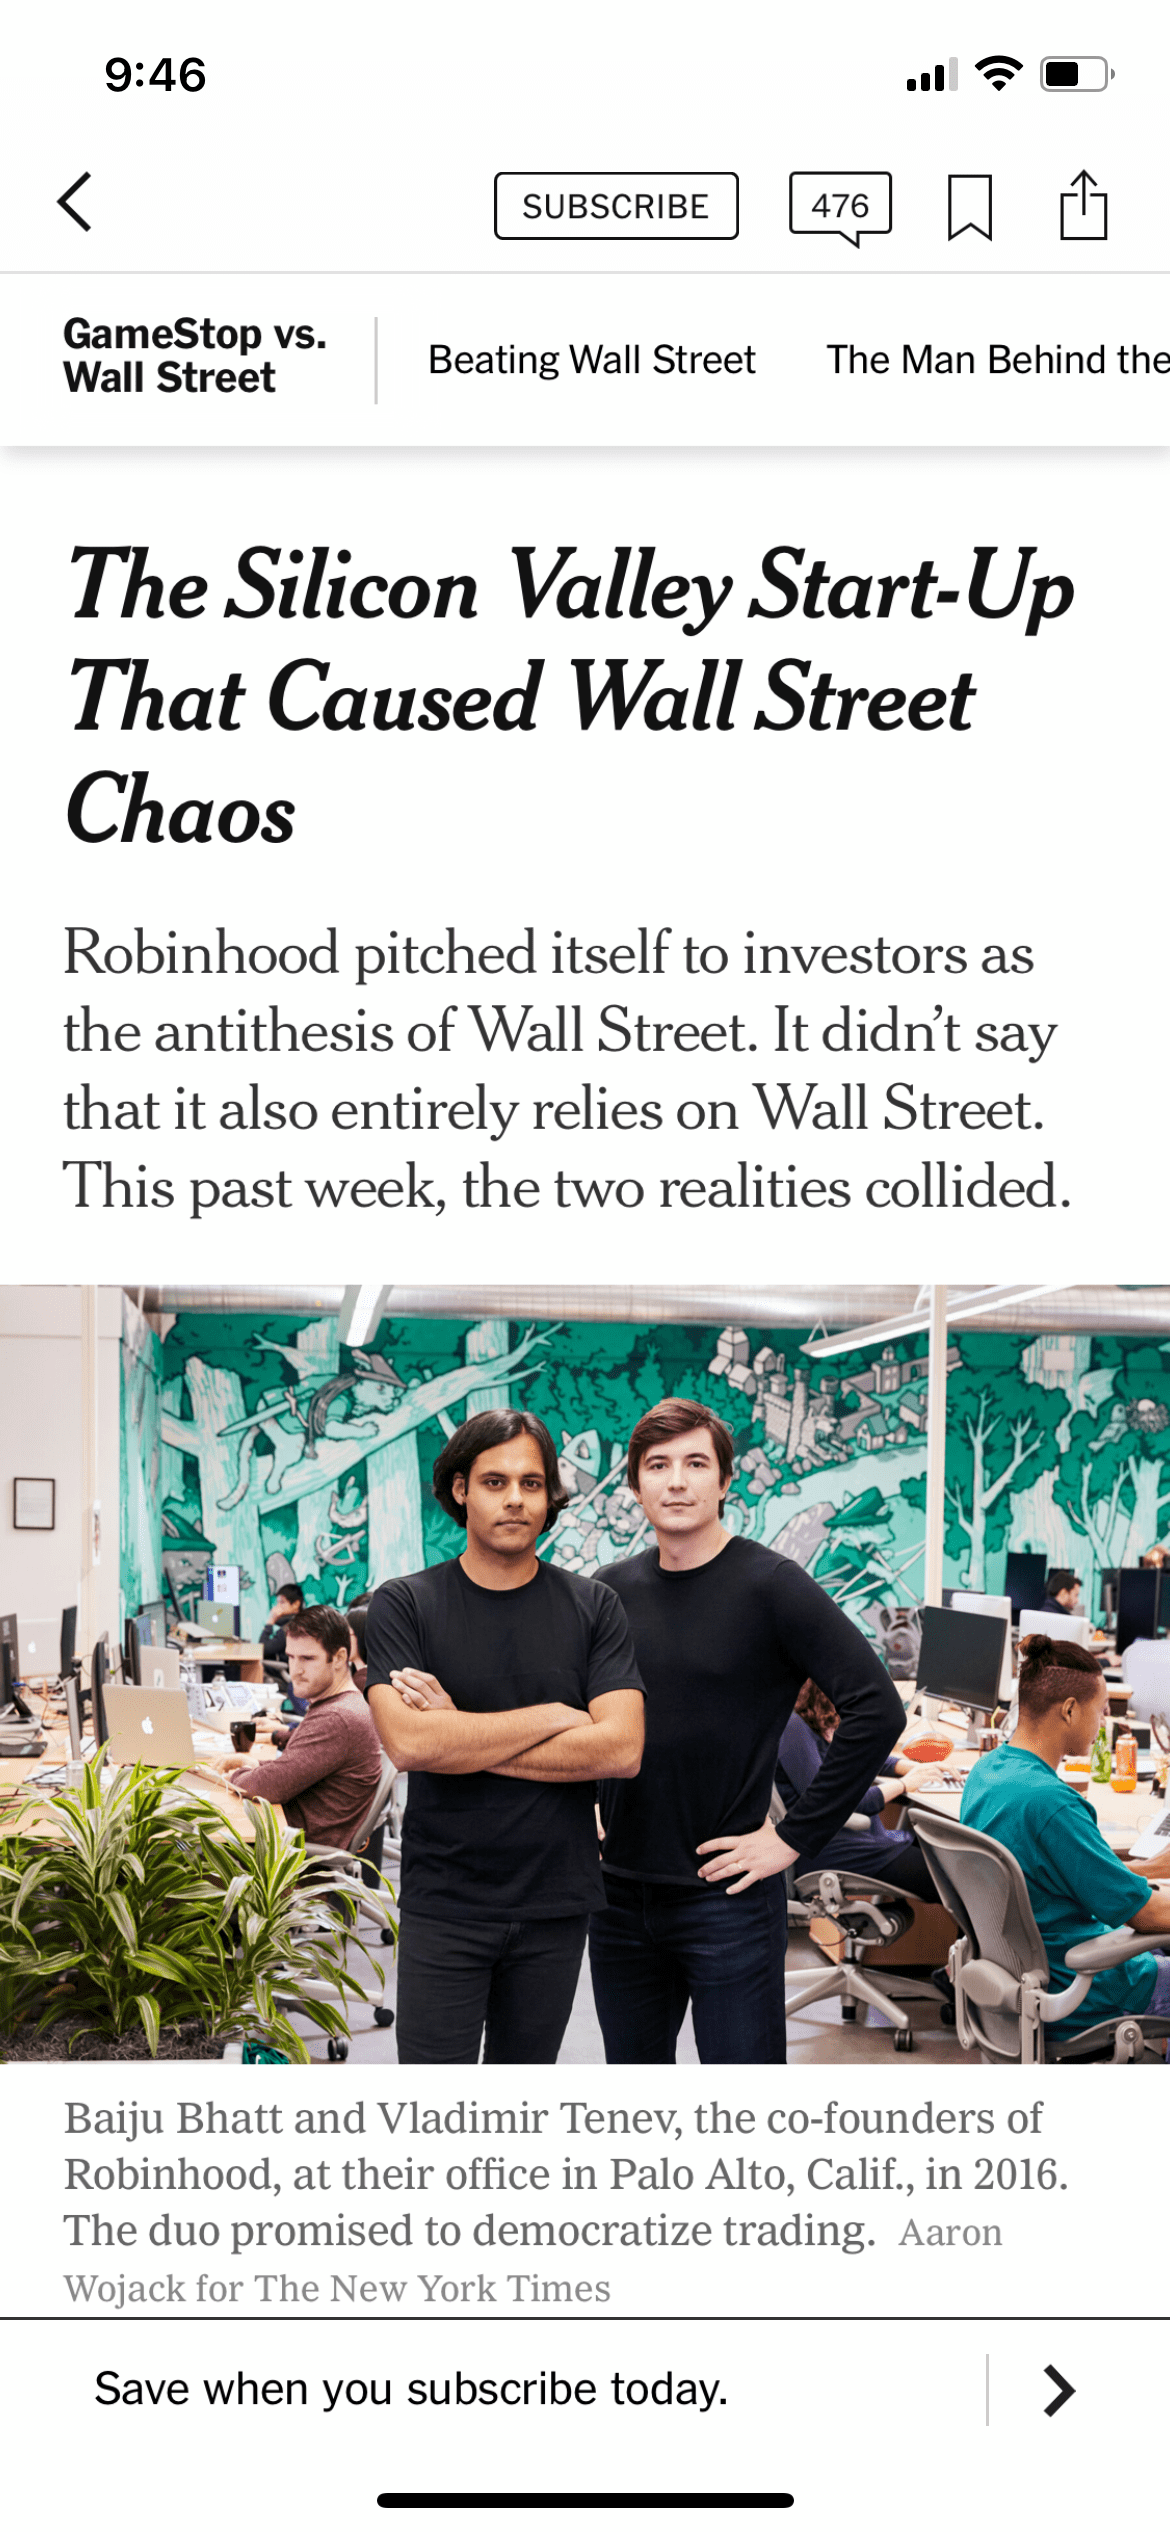 9:46
SUBSCRIBE
476
GameStop vs.
Wall Street
Beating Wall Street
The Man Behind the
The Silicon Valley Start-Up
That Caused Wall Street
Chaos
Robinhood pitched itself to investors as
the antithesis of Wall Street. It didn’t say
that it also entirely relies on Wall Street.
This past week, the two realities collided.
Baiju Bhatt and Vladimir Tenev, the co-founders of
Robinhood, at their office in Palo Alto, Calif., in 2016.
The duo promised to democratize trading. Aaron
Wojack for The New York Times
Save when you subscribe today.